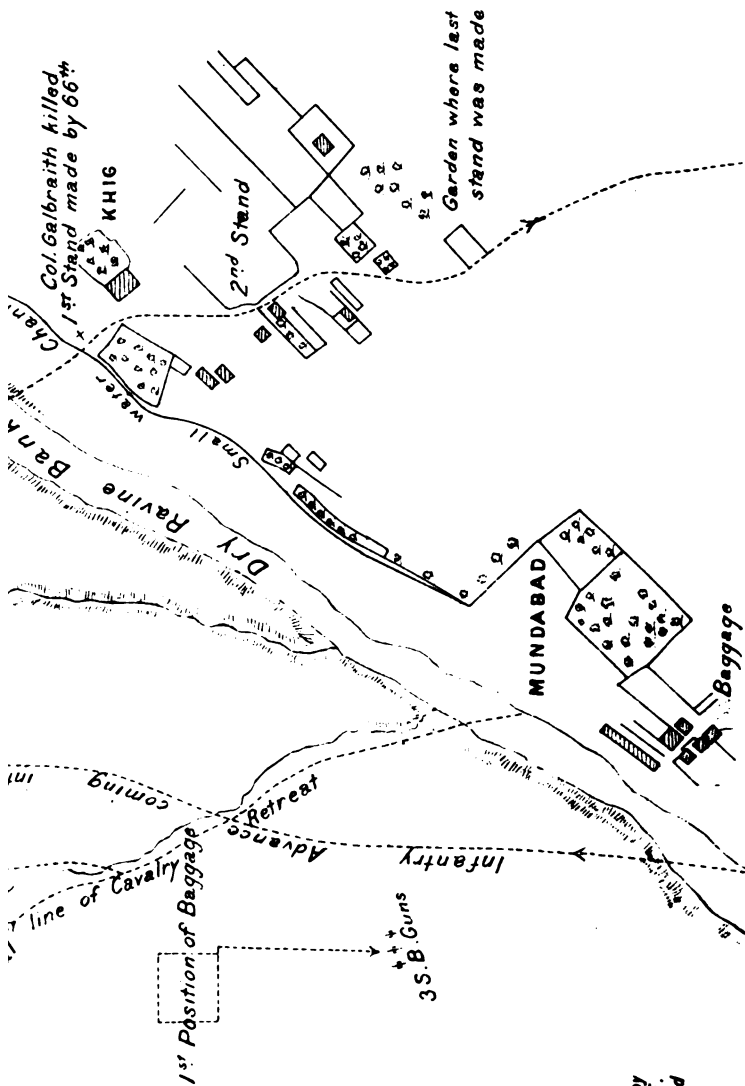 Col. Galbraith killed
1st Stand made by 66th
KHIG
2nd Stand
Garden where last
stand was made
Small Water Chan
Dry Ravine Bank
MUNDABAD
Baggage
Infantry Advance coming in
line of Cavalry Retreat
1st Position of Baggage
3 S.B. Guns